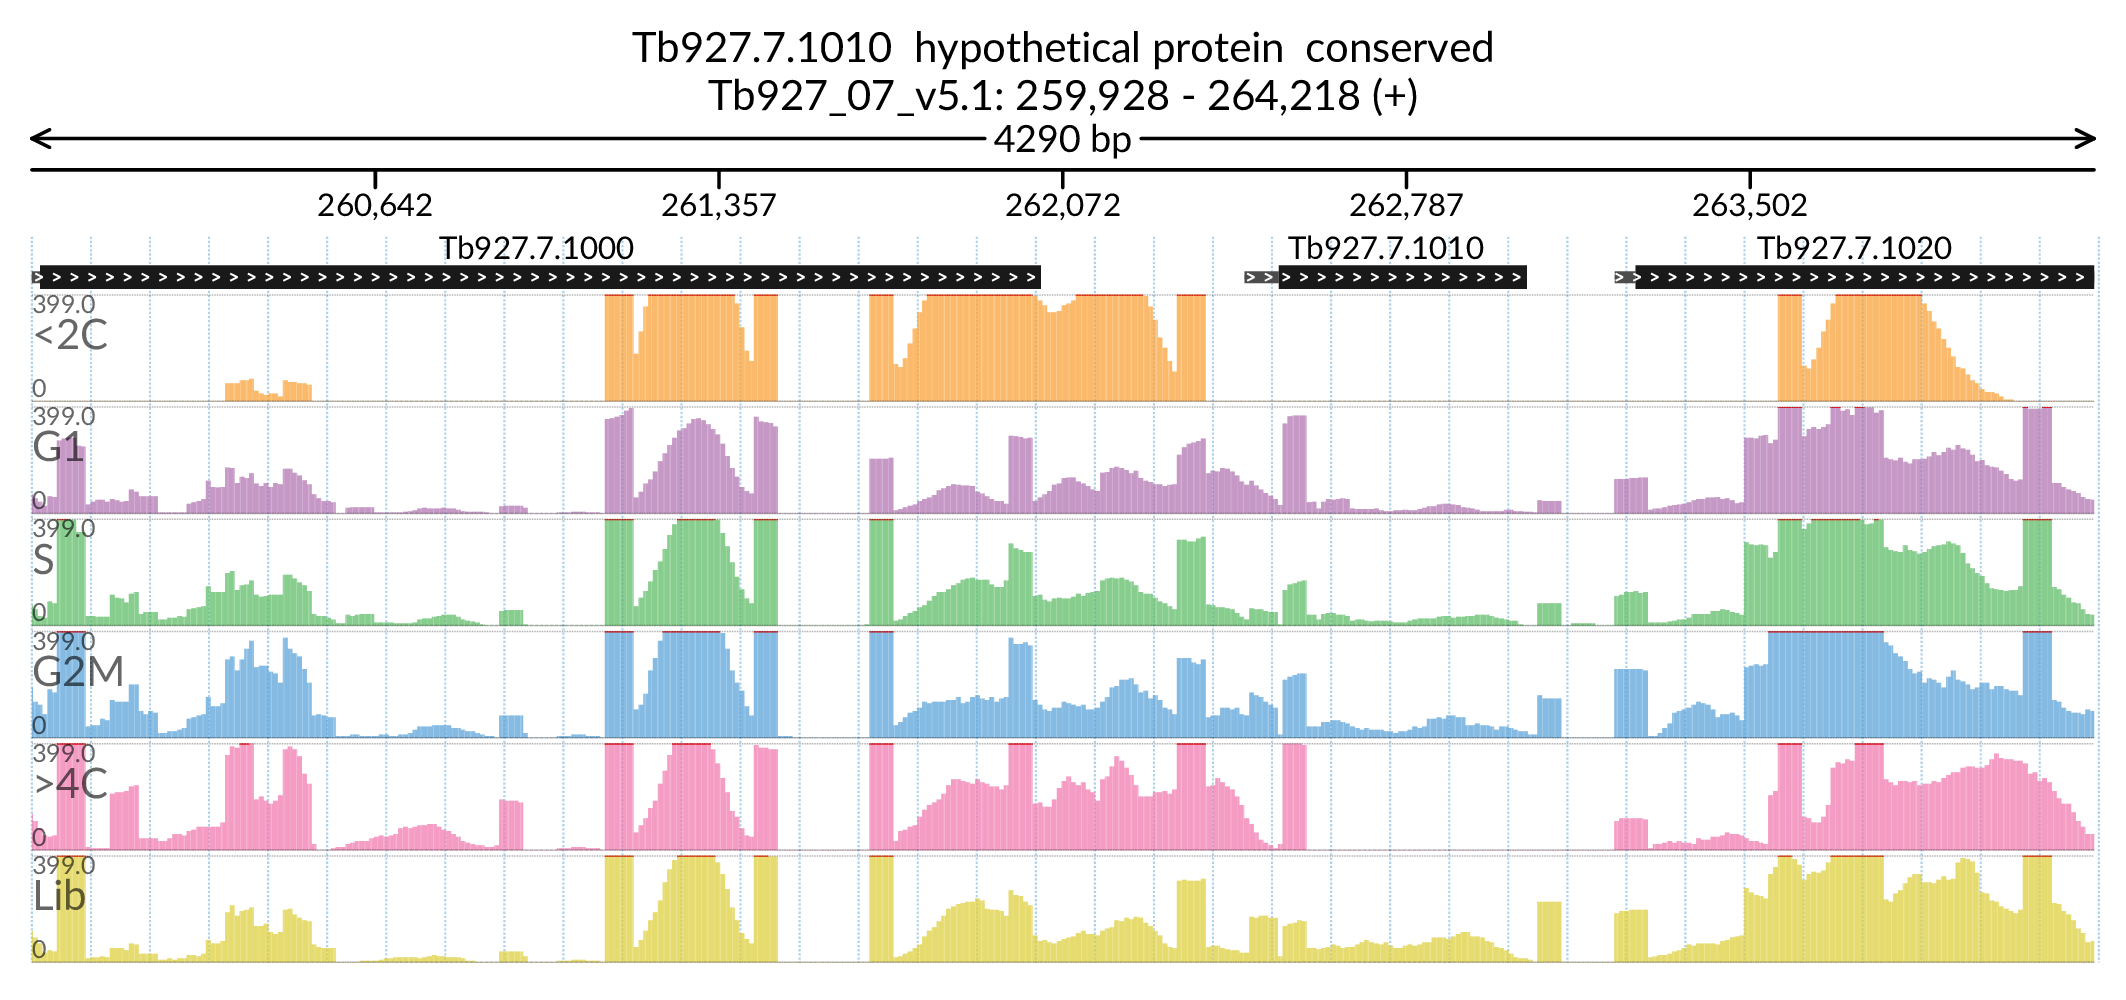 Tb927.7.1010  hypothetical protein  conserved
Tb927_07_v5.1: 259,928 - 264,218 (+)
4290 bp
260,642 261,357 262,072 262,787 263,502
Tb927.7.1000 Tb927.7.1010 Tb927.7.1020
399.0
<2C
0
399.0
G1
0
399.0
S
0
399.0
G2M
0
399.0
>4C
0
399.0
Lib
0